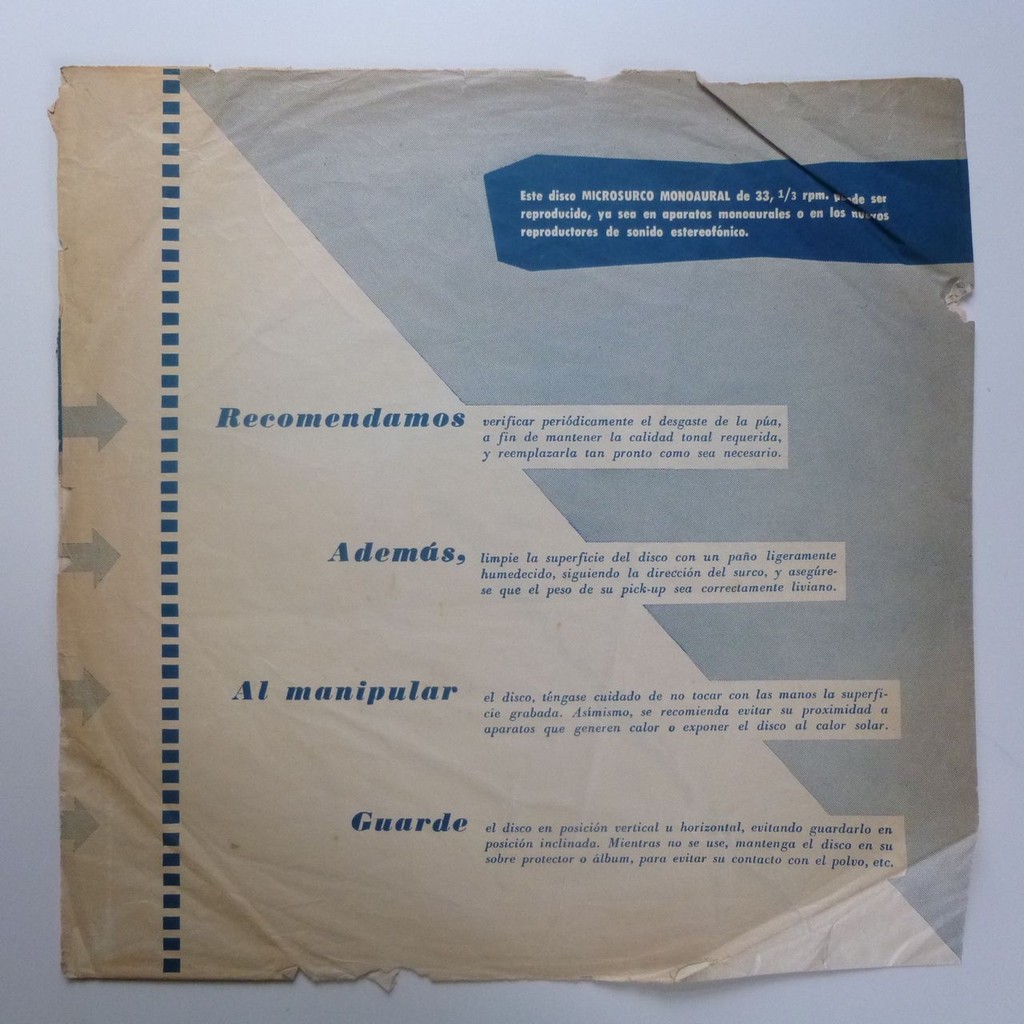 Este disco MICROSURCO MONOAURAL de 33, 1/3 rpm. puede ser
reproducido, ya sea en aparatos monoaurales o en los nuevos
reproductores de sonido estereofónico.
Recomendamos verificar periódicamente el desgaste de la púa,
a fin de mantener la calidad tonal requerida,
y reemplazarla tan pronto como sea necesario.
Además, limpie la superficie del disco con un paño ligeramente
humedecido, siguiendo la dirección del surco, y asegúre-
se que el peso de su pick-up sea correctamente liviano.
Al manipular el disco, téngase cuidado de no tocar con las manos la superfi-
cie grabada. Asimismo, se recomienda evitar su proximidad a
aparatos que generen calor o exponer el disco al calor solar.
Guarde el disco en posición vertical u horizontal, evitando guardarlo en
posición inclinada. Mientras no se use, mantenga el disco en su
sobre protector o álbum, para evitar su contacto con el polvo, etc.